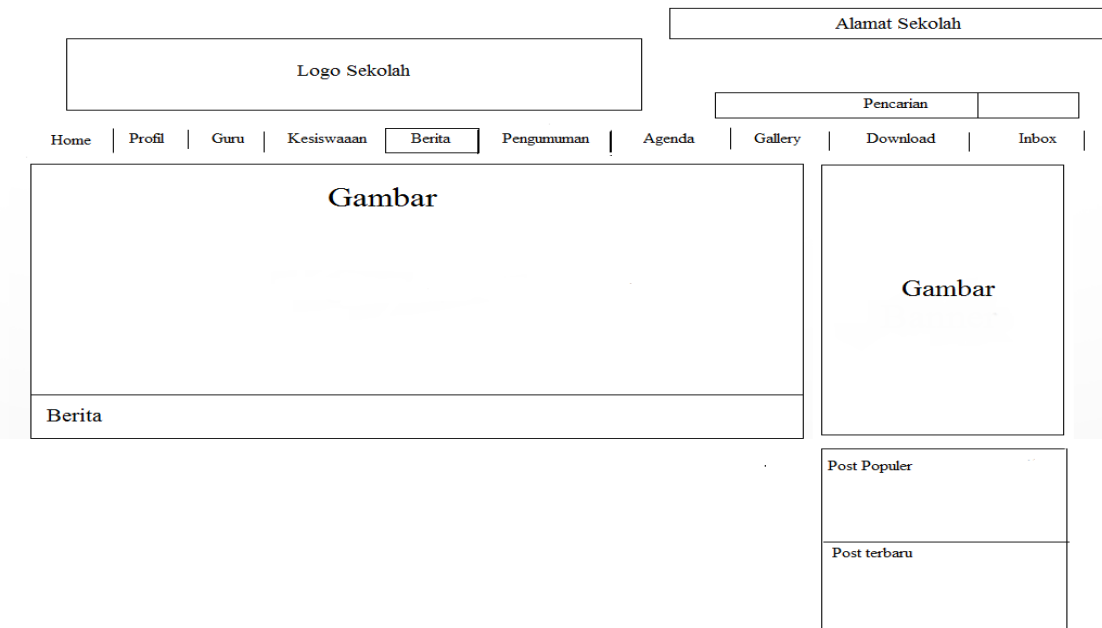 Alamat Sekolah
Logo Sekolah
Pencarian
Home Profil Guru Kesiswaaan Berita Pengumuman Agenda Gallery Download Inbox
Gambar
Gambar
Berita
Post Populer
Post terbaru